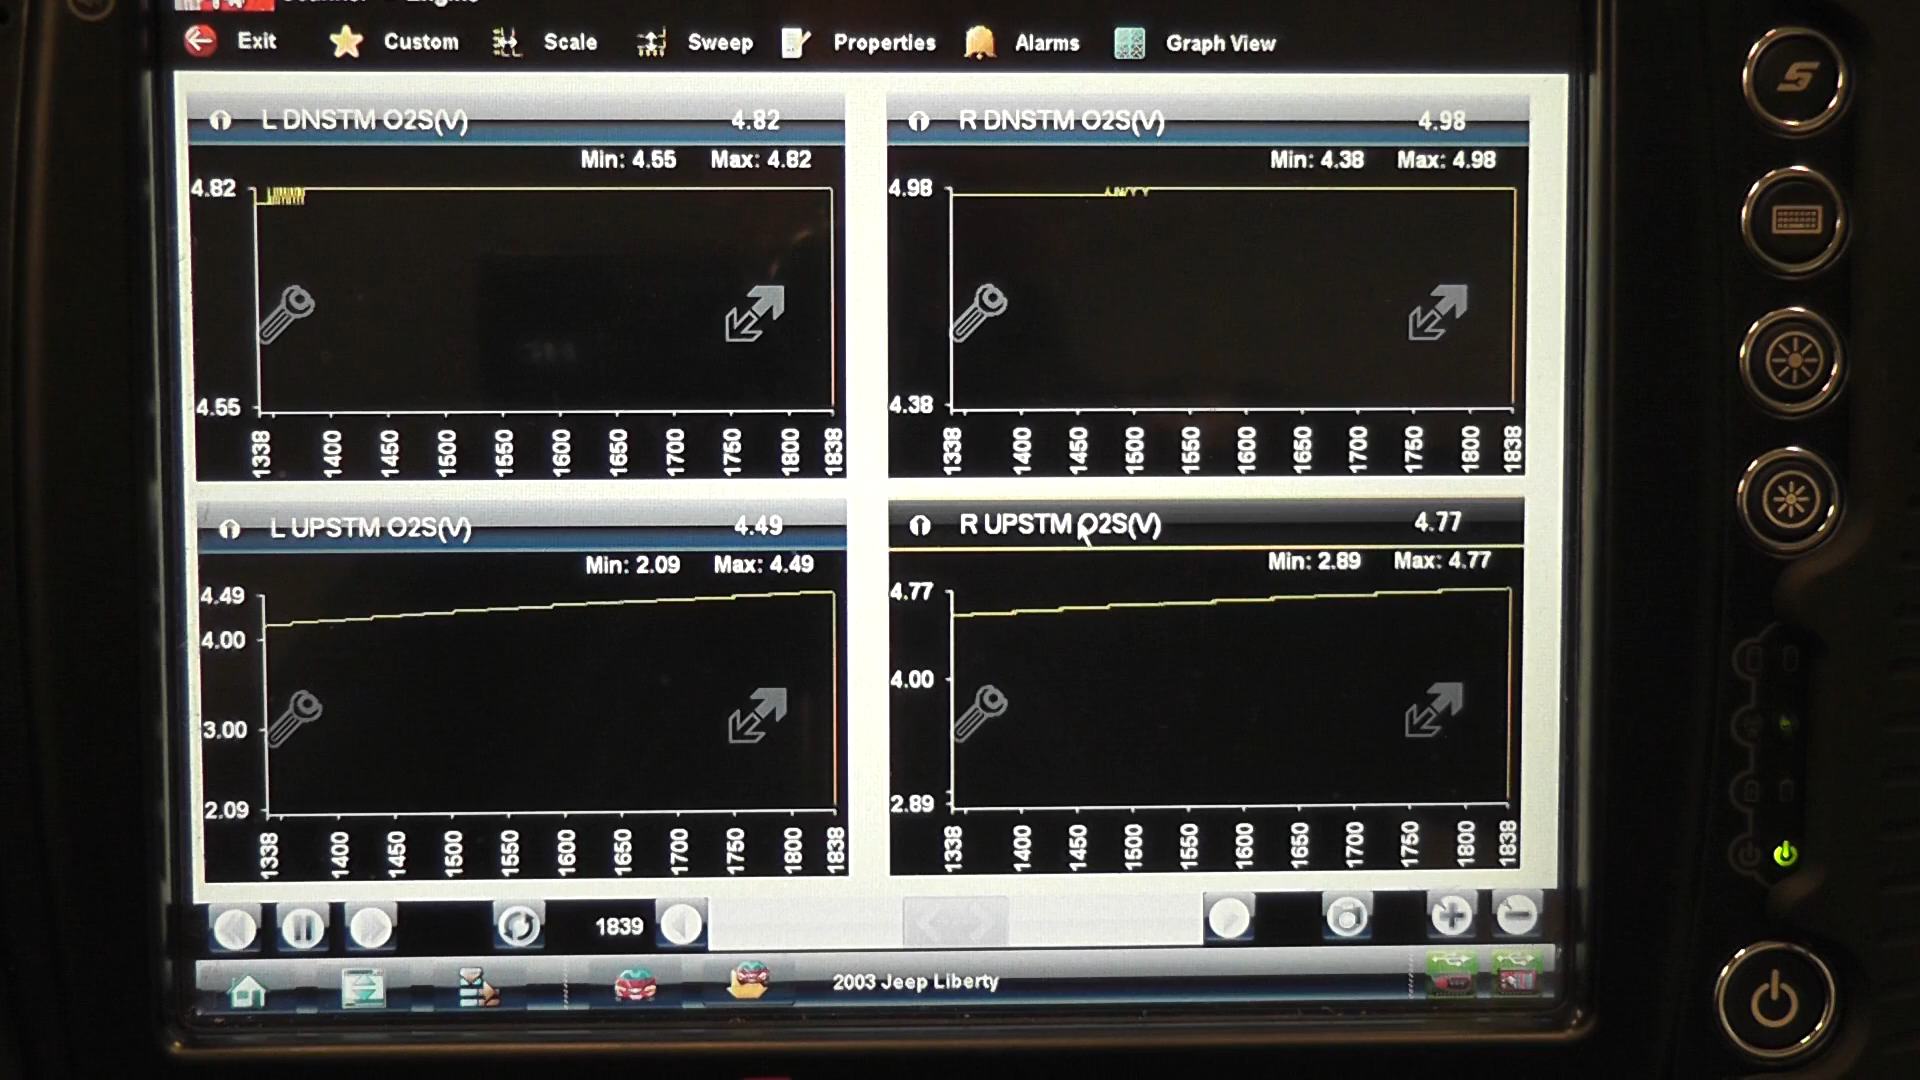 Exit Custom Scale Sweep Properties Alarms Graph View
L DNSTM O2S(V) 4.82
Min: 4.55 Max: 4.82
4.82
4.55
1338 1400 1450 1500 1550 1600 1650 1700 1750 1800 1838
R DNSTM O2S(V) 4.98
Min: 4.38 Max: 4.98
4.98
4.38
1338 1400 1450 1500 1550 1600 1650 1700 1750 1800 1838
L UPSTM O2S(V) 4.49
Min: 2.09 Max: 4.49
4.49
4.00
3.00
2.09
1338 1400 1450 1500 1550 1600 1650 1700 1750 1800 1838
R UPSTM O2S(V) 4.77
Min: 2.89 Max: 4.77
4.77
4.00
2.89
1338 1400 1450 1500 1550 1600 1650 1700 1750 1800 1838
1839
2003 Jeep Liberty